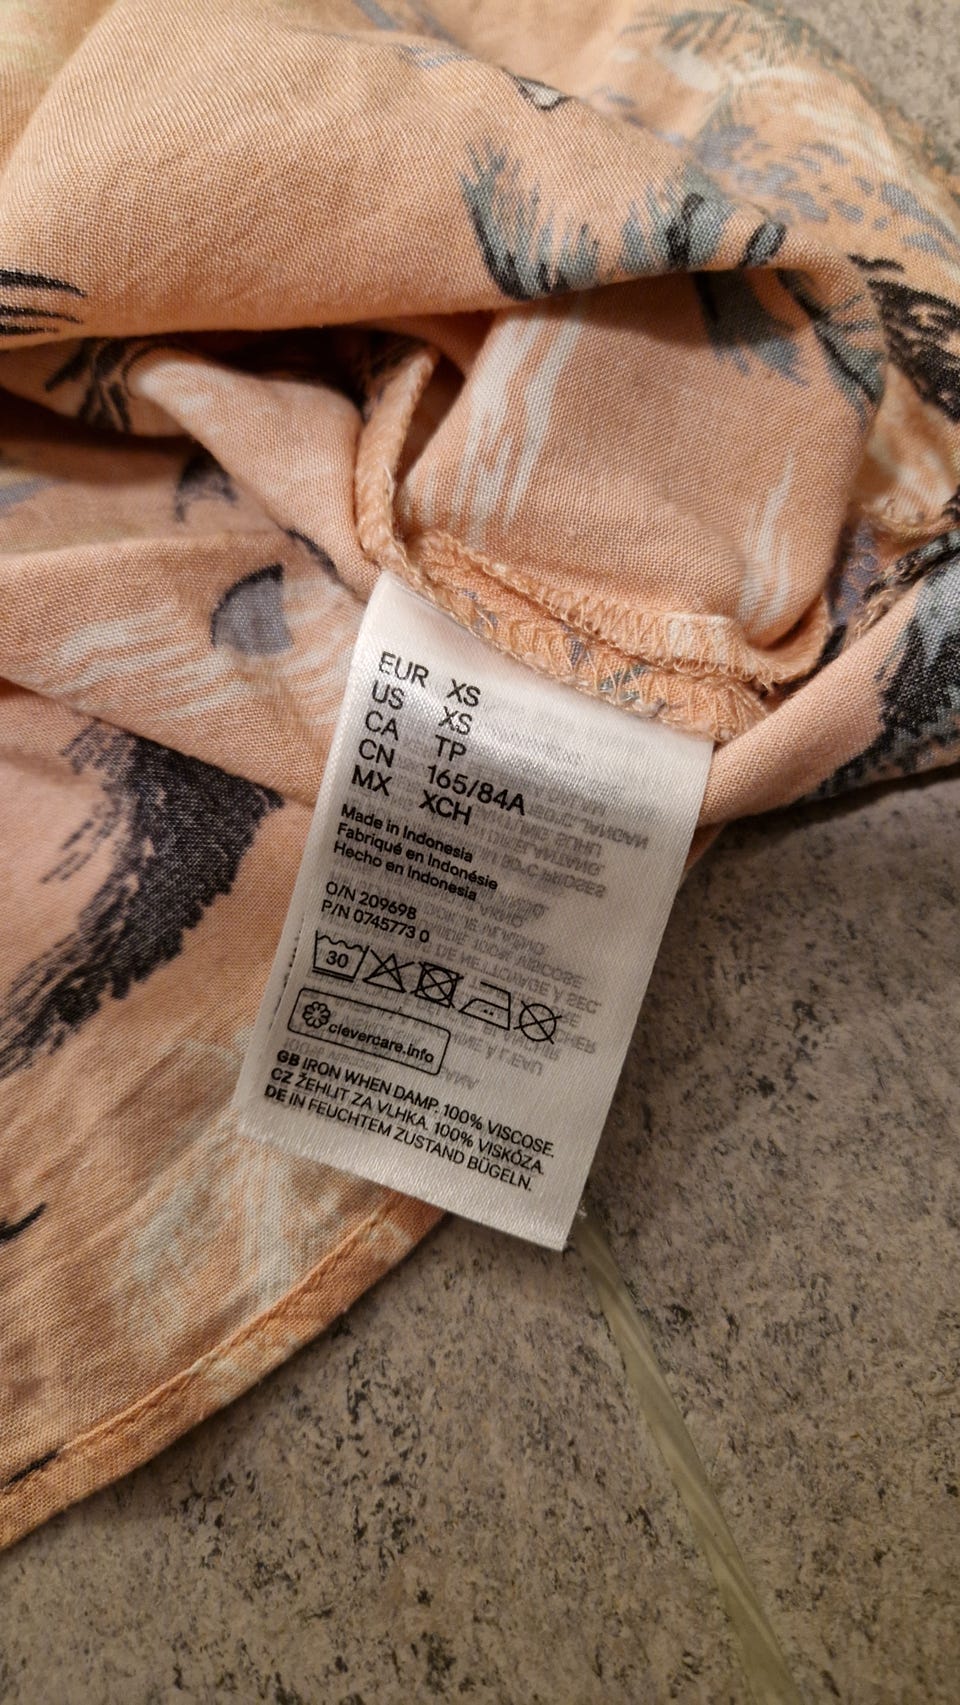 EUR XS
US XS
CA TP
CN 165/84A
MX XCH
Made in Indonesia
Fabriqué en Indonésie
Hecho en Indonesia
O/N 209698
P/N 0745773 0
30
clevercare.info
GB IRON WHEN DAMP. 100% VISCOSE.
CZ ŽEHLIT ZA VLHKA. 100% VISKÓZA.
DE IN FEUCHTEM ZUSTAND BÜGELN.